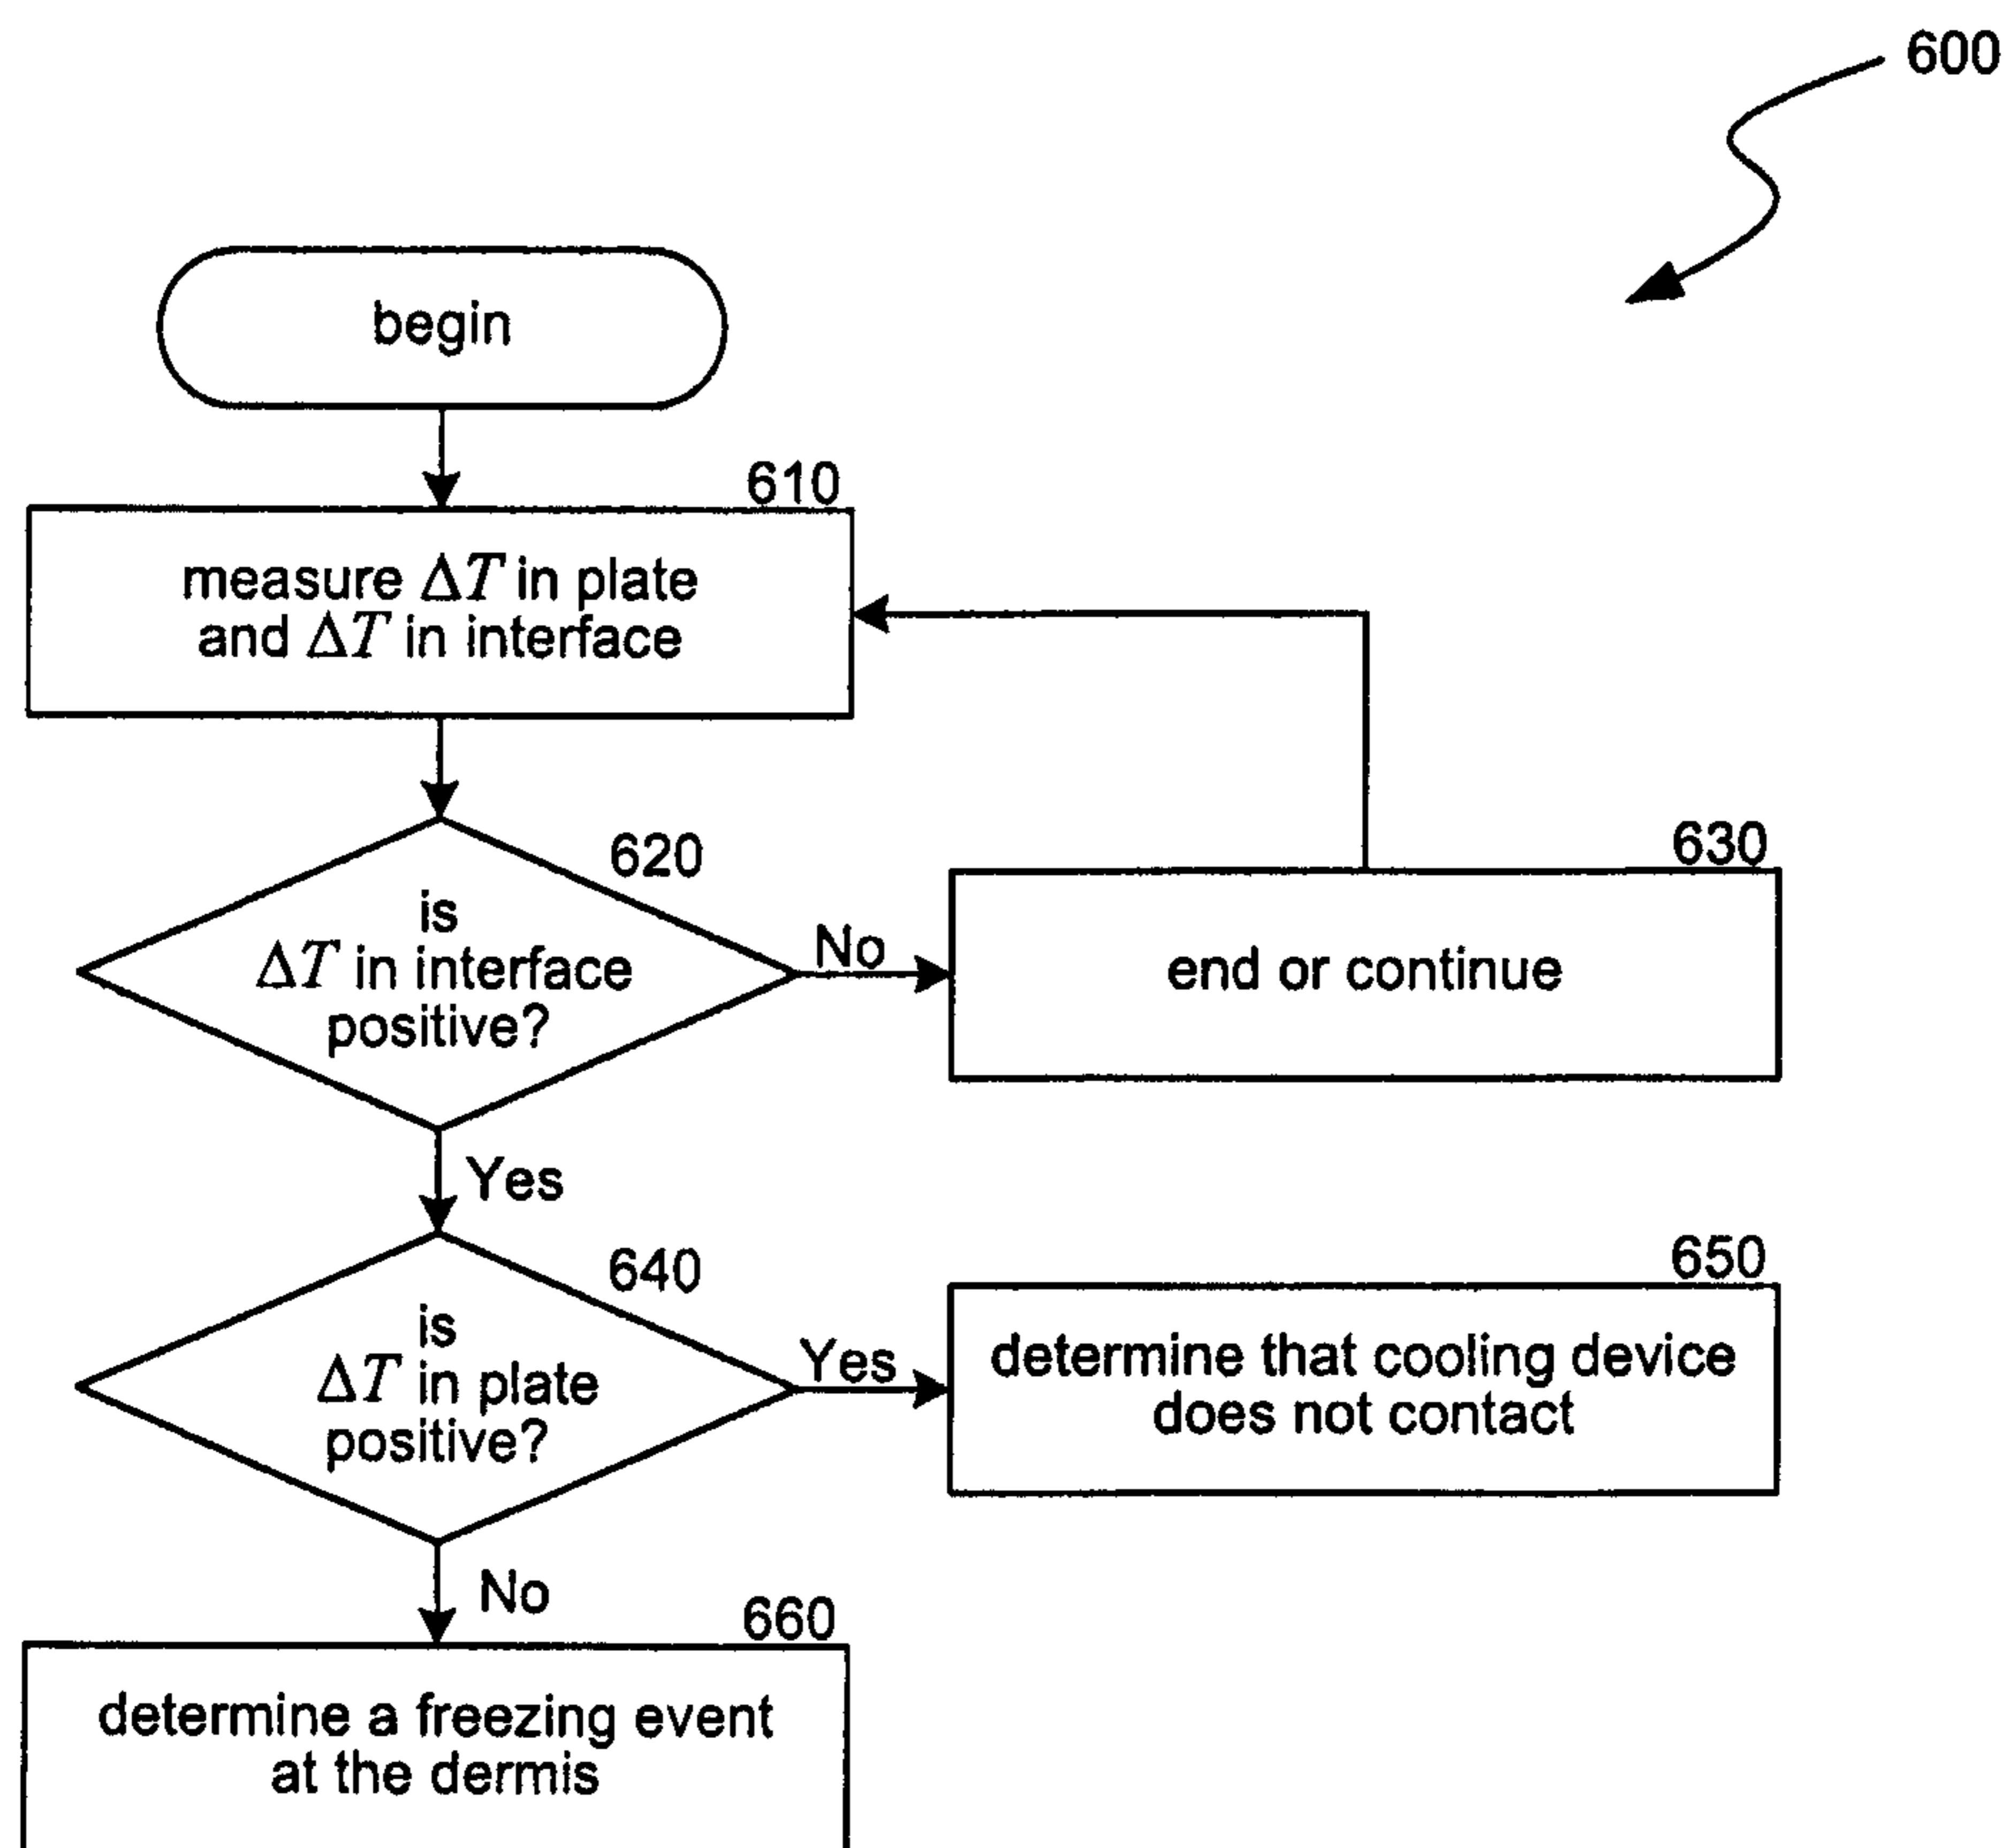 600
begin
610
measure ΔT in plate
and ΔT in interface
620
is
ΔT in interface
positive?
No
630
end or continue
Yes
640
is
ΔT in plate
positive?
Yes
650
determine that cooling device
does not contact
No
660
determine a freezing event
at the dermis